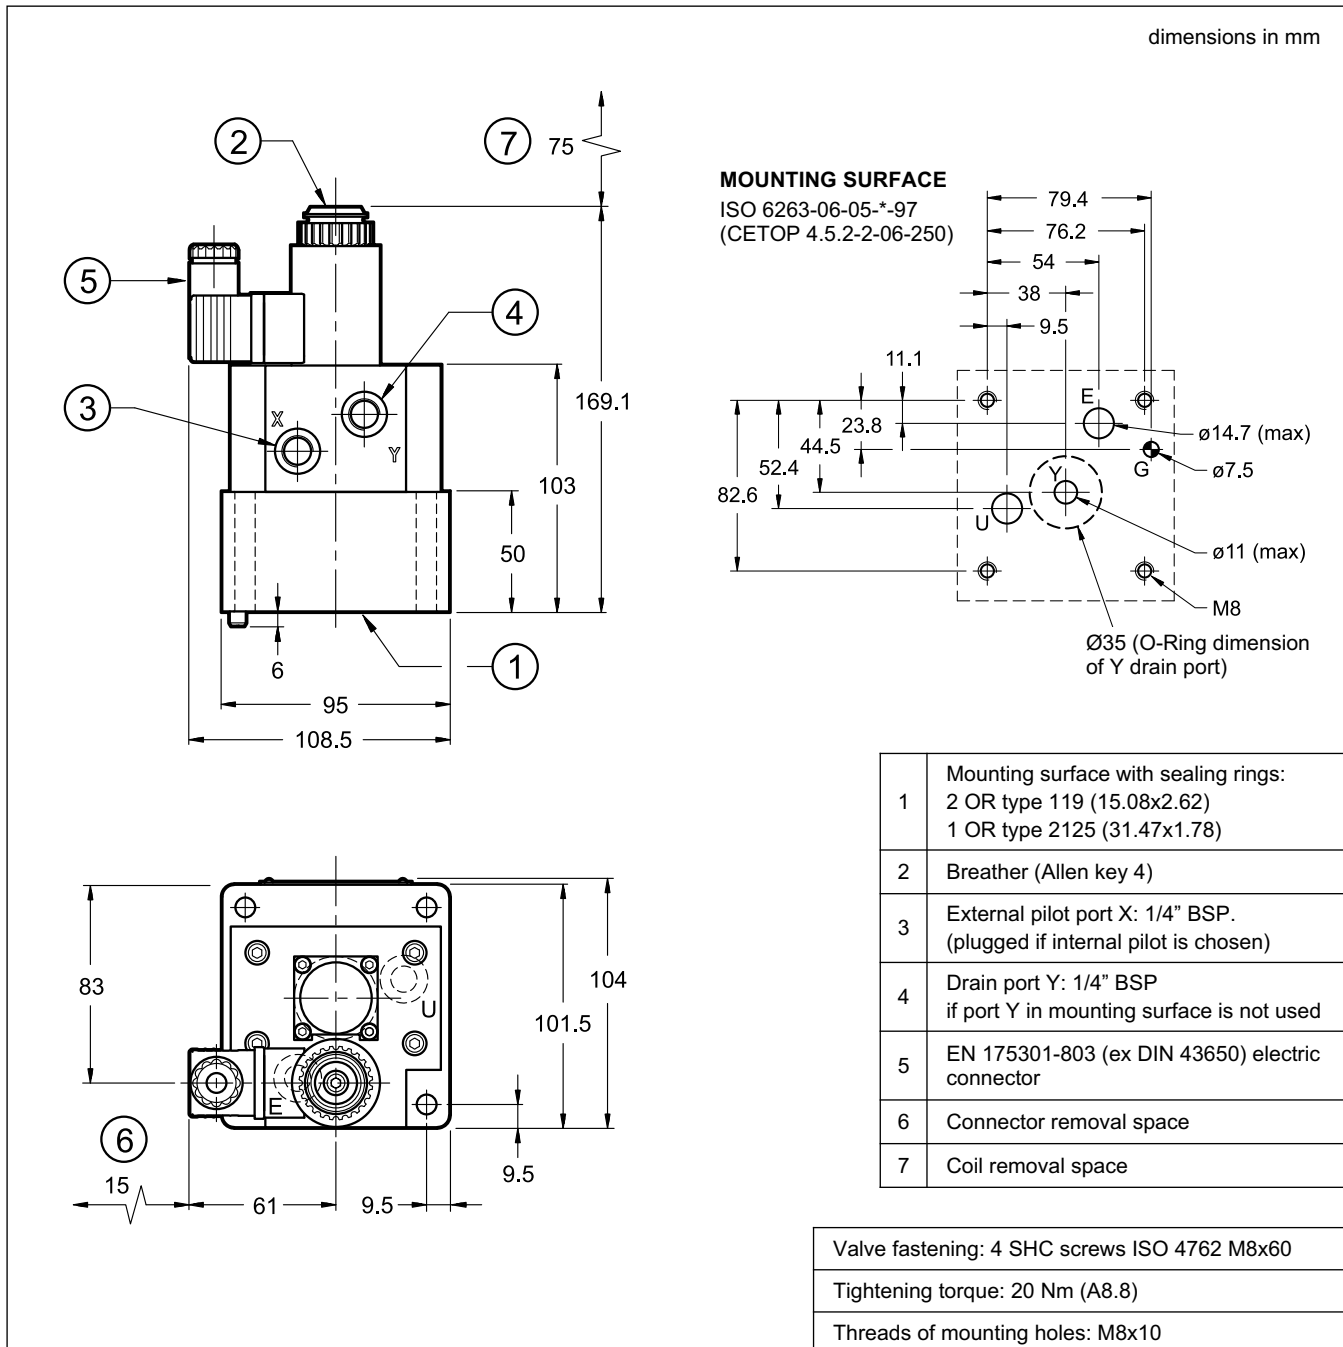 dimensions in mm
2
7
75
5
4
3
X
Y
169.1
103
50
6
1
95
108.5
MOUNTING SURFACE
ISO 6263-06-05-*-97
(CETOP 4.5.2-2-06-250)
79.4
76.2
54
38
9.5
11.1
E
23.8
ø14.7 (max)
44.5
G
ø7.5
52.4
Y
82.6
U
ø11 (max)
M8
Ø35 (O-Ring dimension
of Y drain port)
83
U
104
101.5
E
6
15
61
9.5
9.5
1
Mounting surface with sealing rings:
2 OR type 119 (15.08x2.62)
1 OR type 2125 (31.47x1.78)
2
Breather (Allen key 4)
3
External pilot port X: 1/4” BSP.
(plugged if internal pilot is chosen)
4
Drain port Y: 1/4” BSP
if port Y in mounting surface is not used
5
EN 175301-803 (ex DIN 43650) electric
connector
6
Connector removal space
7
Coil removal space
Valve fastening: 4 SHC screws ISO 4762 M8x60
Tightening torque: 20 Nm (A8.8)
Threads of mounting holes: M8x10